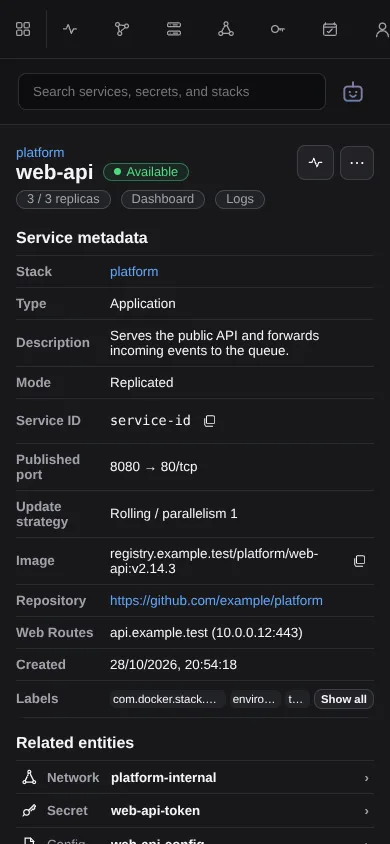 Search services, secrets, and stacks
platform
web-api
Available
3 / 3 replicas
Dashboard
Logs
Service metadata
Stack platform
Type Application
Description Serves the public API and forwards
incoming events to the queue.
Mode Replicated
Service ID service-id
Published
port 8080 → 80/tcp
Update
strategy Rolling / parallelism 1
Image registry.example.test/platform/web-
api:v2.14.3
Repository https://github.com/example/platform
Web Routes api.example.test (10.0.0.12:443)
Created 28/10/2026, 20:54:18
Labels com.docker.stack.… enviro… t… Show all
Related entities
Network platform-internal ›
Secret web-api-token ›
Config web-api-config ›